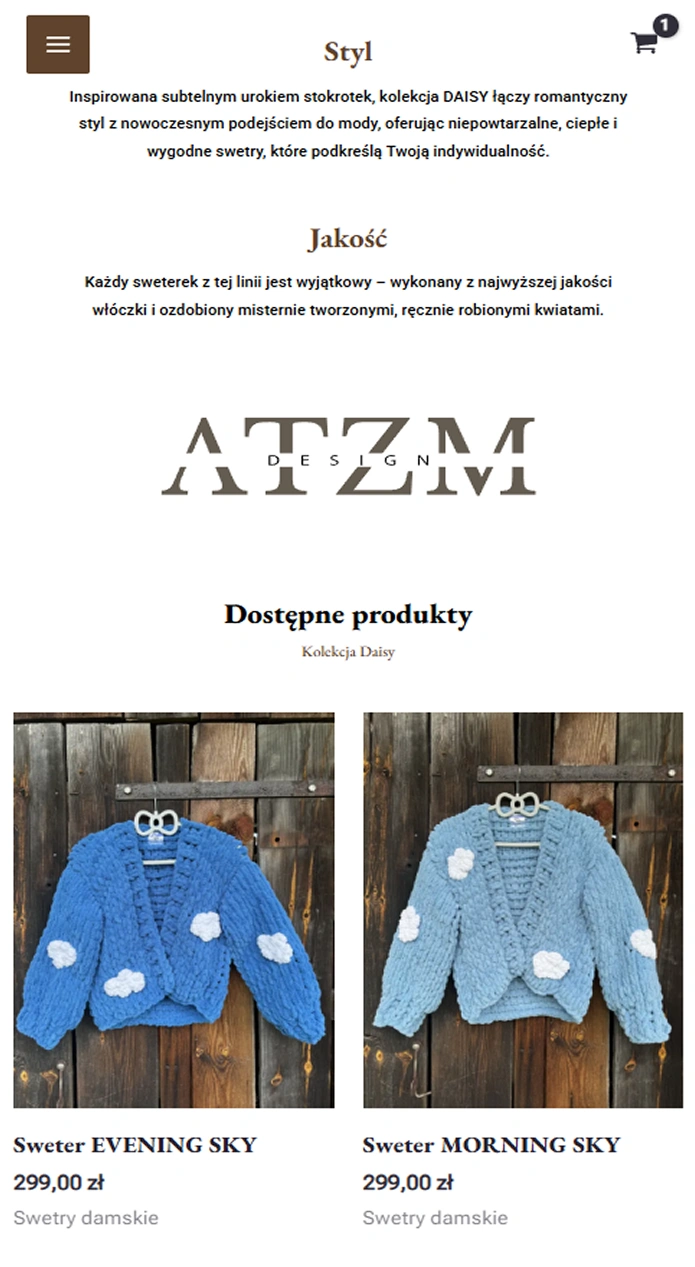 1
Styl
Inspirowana subtelnym urokiem stokrotek, kolekcja DAISY łączy romantyczny
styl z nowoczesnym podejściem do mody, oferując niepowtarzalne, ciepłe i
wygodne swetry, które podkreślą Twoją indywidualność.
Jakość
Każdy sweterek z tej linii jest wyjątkowy – wykonany z najwyższej jakości
włóczki i ozdobiony misternie tworzonymi, ręcznie robionymi kwiatami.
ATZM
DESIGN
Dostępne produkty
Kolekcja Daisy
Sweter EVENING SKY
299,00 zł
Swetry damskie
Sweter MORNING SKY
299,00 zł
Swetry damskie